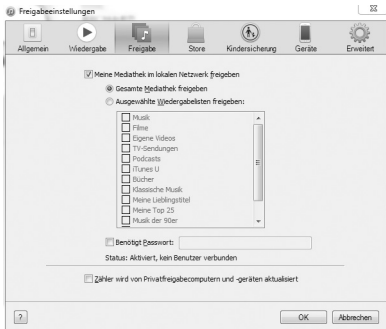 Freigabeeinstellungen
Allgemein Wiedergabe Freigabe Store Kindersicherung Geräte Erweitert
Meine Mediathek im lokalen Netzwerk freigeben
Gesamte Mediathek freigeben
Ausgewählte Wiedergabelisten freigeben:
Musik
Filme
Eigene Videos
TV-Sendungen
Podcasts
iTunes U
Bücher
Klassische Musik
Meine Lieblingstitel
Meine Top 25
Musik der 90er
Benötigt Passwort:
Status: Aktiviert, kein Benutzer verbunden
Zähler wird von Privatfreigabecomputern und -geräten aktualisiert
? OK Abbrechen